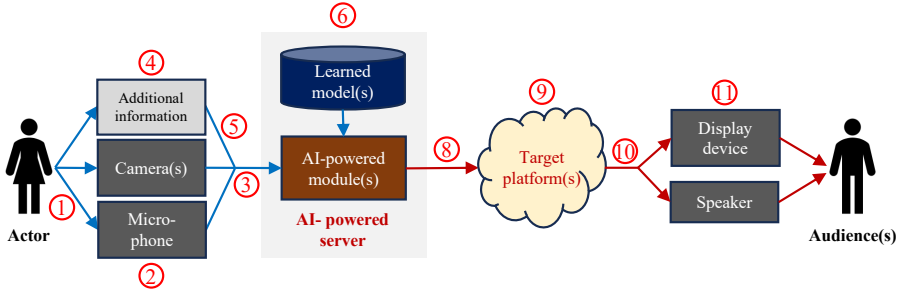 ⑥
④
Additional
information
⑤
Camera(s)
③
①
Micro-
phone
②
Actor
Learned
model(s)
AI-powered
module(s)
AI- powered
server
⑧
⑨
Target
platform(s)
⑩
⑪
Display
device
Speaker
Audience(s)